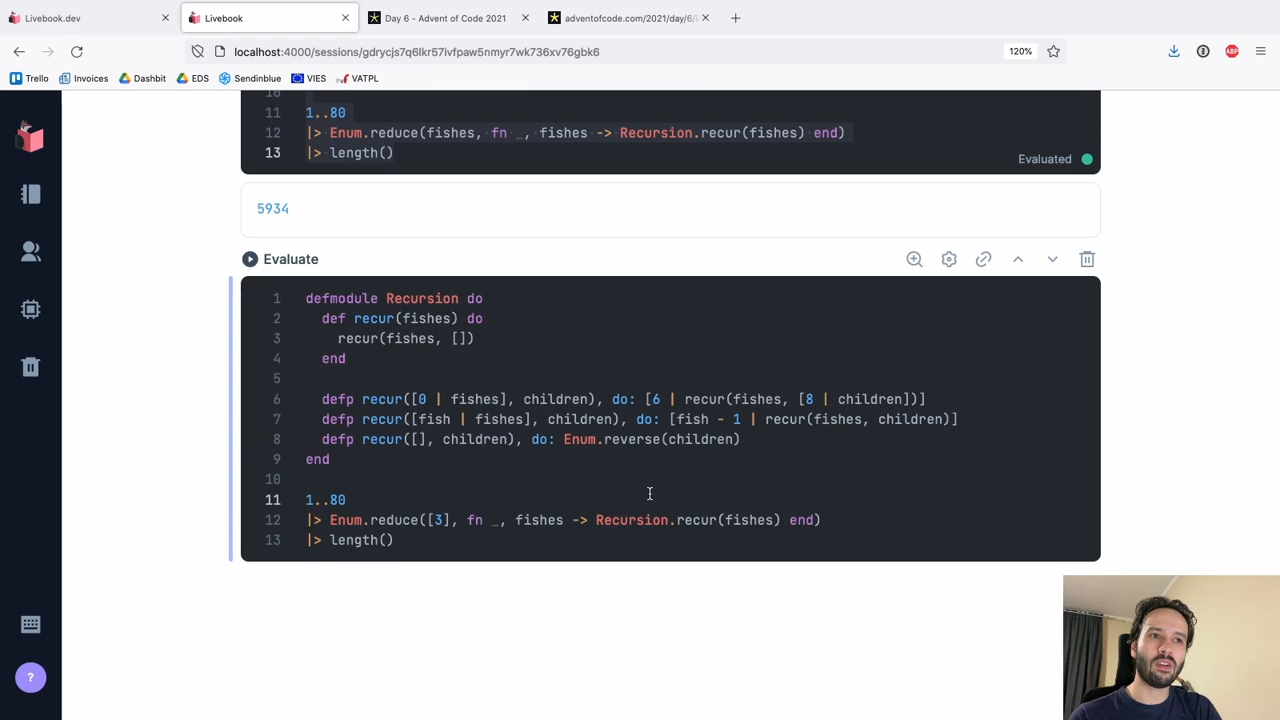 Livebook.dev
Livebook
Day 6 - Advent of Code 2021
adventofcode.com/2021/day/6/i
localhost:4000/sessions/gdrycjs7q6lkr57ivfpaw5nmyr7wk736xv76gbk6
120%
ABP
Trello
Invoices
Dashbit
EDS
Sendinblue
VIES
VATPL
10
11 1..80
12 |> Enum.reduce(fishes, fn _, fishes -> Recursion.recur(fishes) end)
13 |> length()
Evaluated
5934
Evaluate
1 defmodule Recursion do
2 def recur(fishes) do
3 recur(fishes, [])
4 end
5
6 defp recur([0 | fishes], children), do: [6 | recur(fishes, [8 | children])]
7 defp recur([fish | fishes], children), do: [fish - 1 | recur(fishes, children)]
8 defp recur([], children), do: Enum.reverse(children)
9 end
10
11 1..80
12 |> Enum.reduce([3], fn _, fishes -> Recursion.recur(fishes) end)
13 |> length()
?